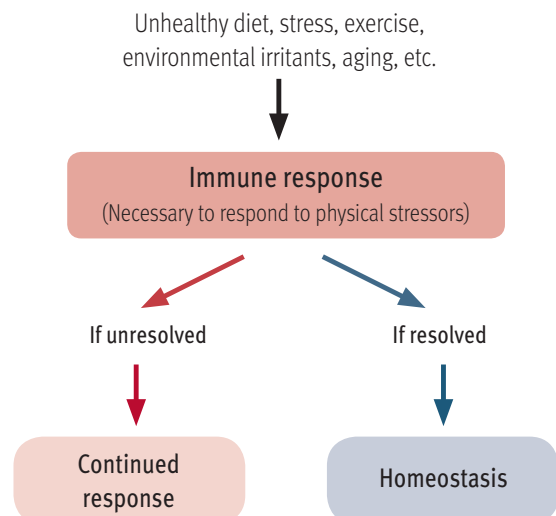 Unhealthy diet, stress, exercise,
environmental irritants, aging, etc.
Immune response
(Necessary to respond to physical stressors)
If unresolved
If resolved
Continued
response
Homeostasis